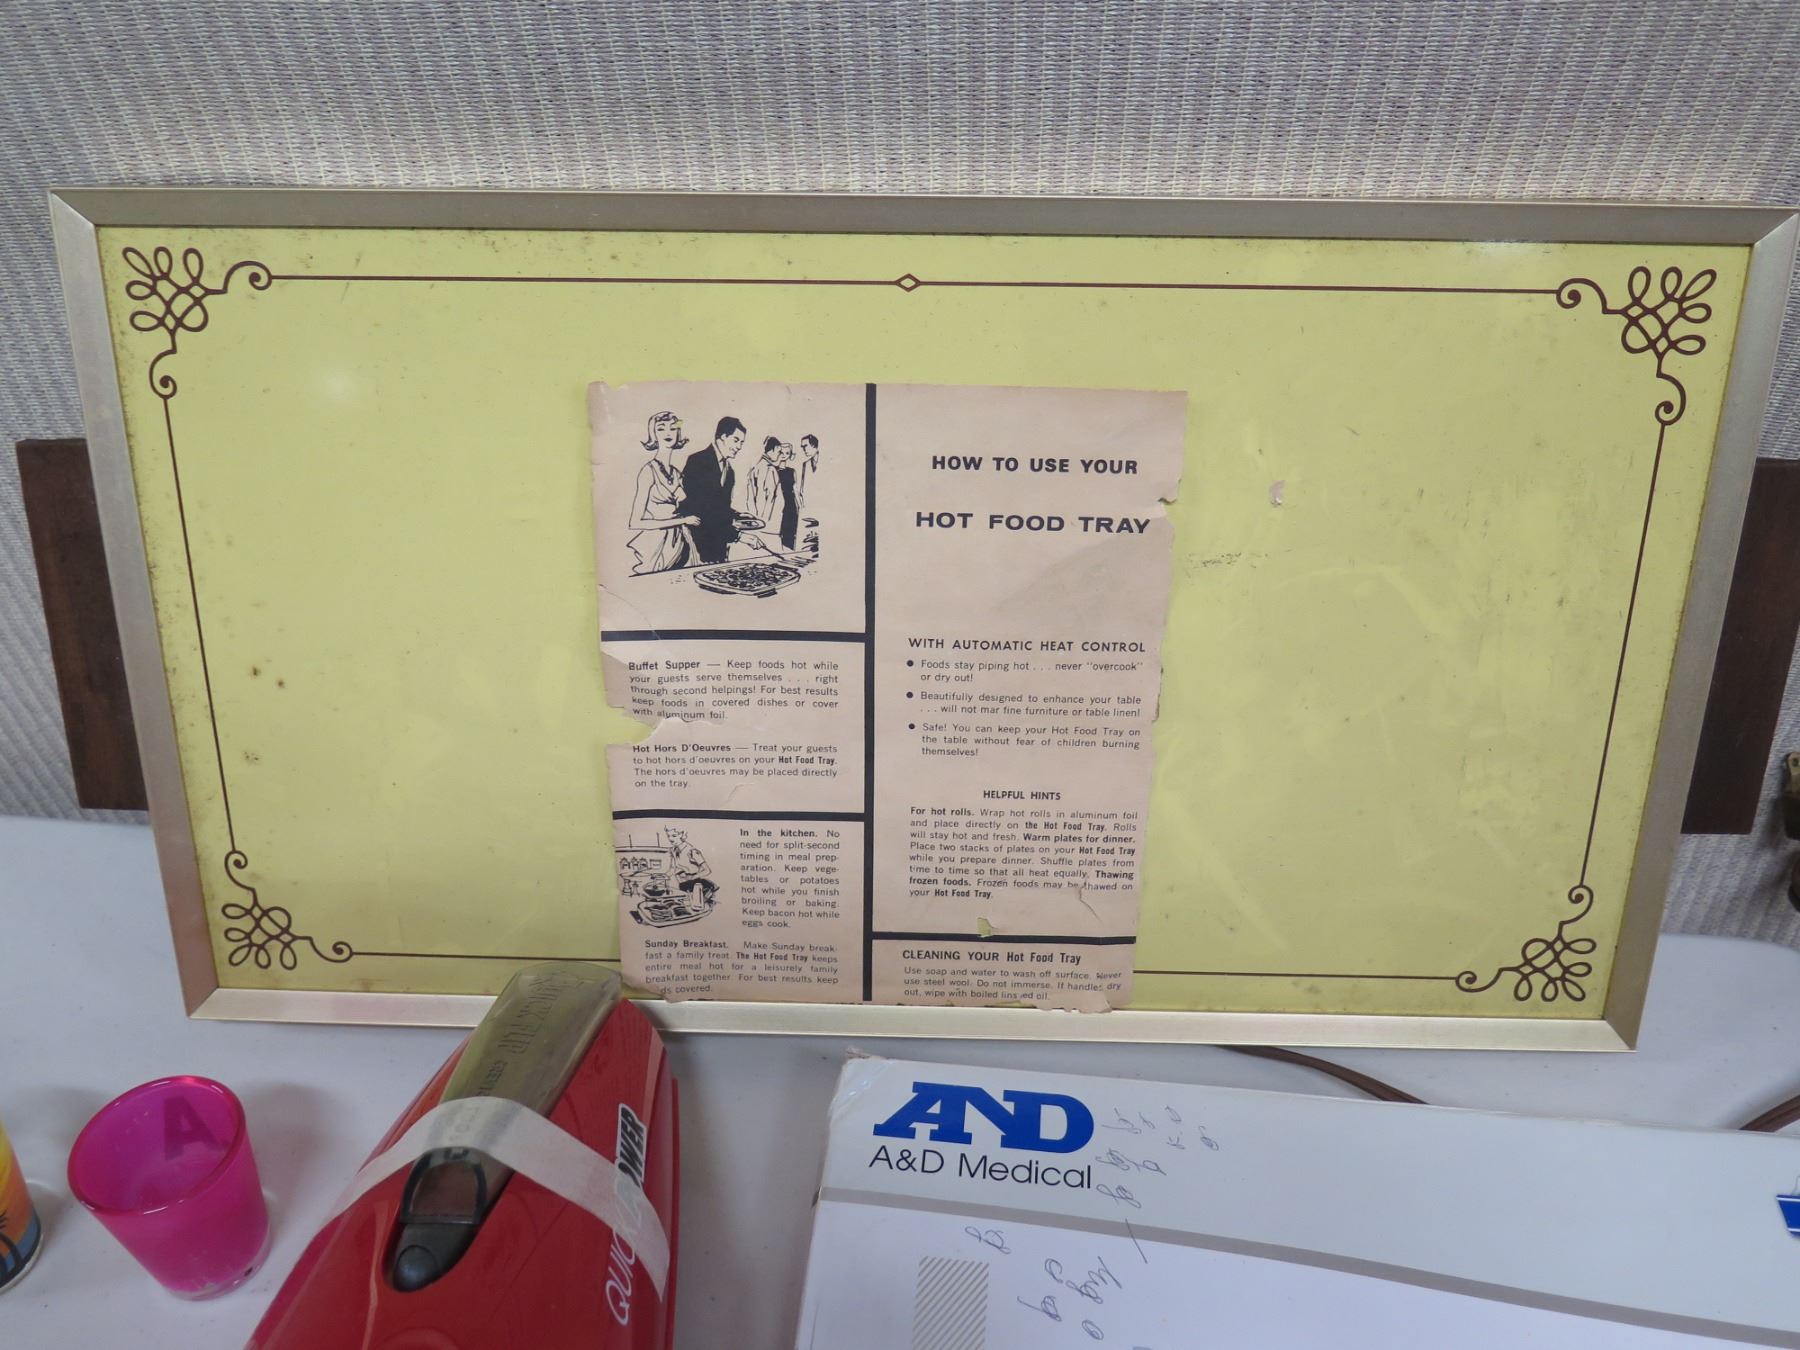 HOW TO USE YOUR
HOT FOOD TRAY
Buffet Supper — Keep foods hot while
your guests serve themselves . . . right
through second helpings! For best results
keep foods in covered dishes or cover
with aluminum foil.
Hot Hors D'Oeuvres — Treat your guests
to hot hors d'oeuvres on your Hot Food Tray.
The hors d'oeuvres may be placed directly
on the tray.
In the kitchen. No
need for split-second
timing in meal prep-
aration. Keep vege-
tables or potatoes
hot while you finish
broiling or baking.
Keep bacon hot while
eggs cook.
Sunday Breakfast. Make Sunday break-
fast a family treat. The Hot Food Tray keeps
entire meal hot for a leisurely family
breakfast together. For best results keep
ds covered.
WITH AUTOMATIC HEAT CONTROL
● Foods stay piping hot . . . never "overcook"
or dry out!
● Beautifully designed to enhance your table
. . . will not mar fine furniture or table linen!
● Safe! You can keep your Hot Food Tray on
the table without fear of children burning
themselves!
HELPFUL HINTS
For hot rolls. Wrap hot rolls in aluminum foil
and place directly on the Hot Food Tray. Rolls
will stay hot and fresh. Warm plates for dinner.
Place two stacks of plates on your Hot Food Tray
while you prepare dinner. Shuffle plates from
time to time so that all heat equally. Thawing
frozen foods. Frozen foods may be thawed on
your Hot Food Tray.
CLEANING YOUR Hot Food Tray
Use soap and water to wash off surface. Never
use steel wool. Do not immerse. If handles dry
out, wipe with boiled linseed oil.
QUICK POWER
AND
A&D Medical